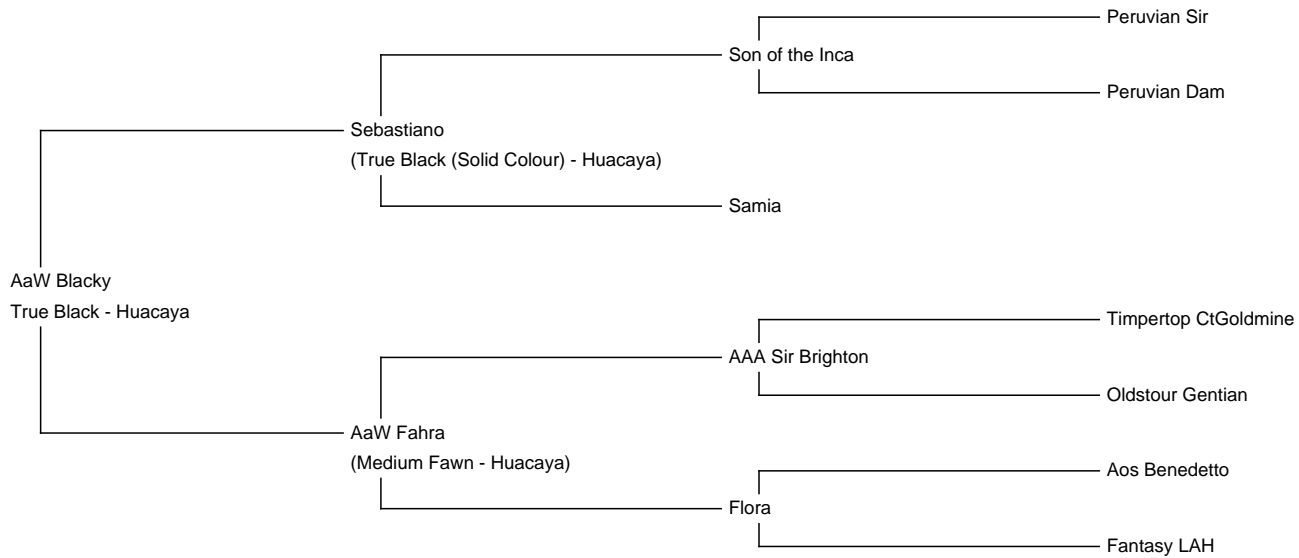 Peruvian Sir
Son of the Inca
Peruvian Dam
Sebastiano
(True Black (Solid Colour) - Huacaya)
Samia
AaW Blacky
True Black - Huacaya
Timpertop CtGoldmine
AAA Sir Brighton
Oldstour Gentian
AaW Fahra
(Medium Fawn - Huacaya)
Aos Benedetto
Flora
Fantasy LAH